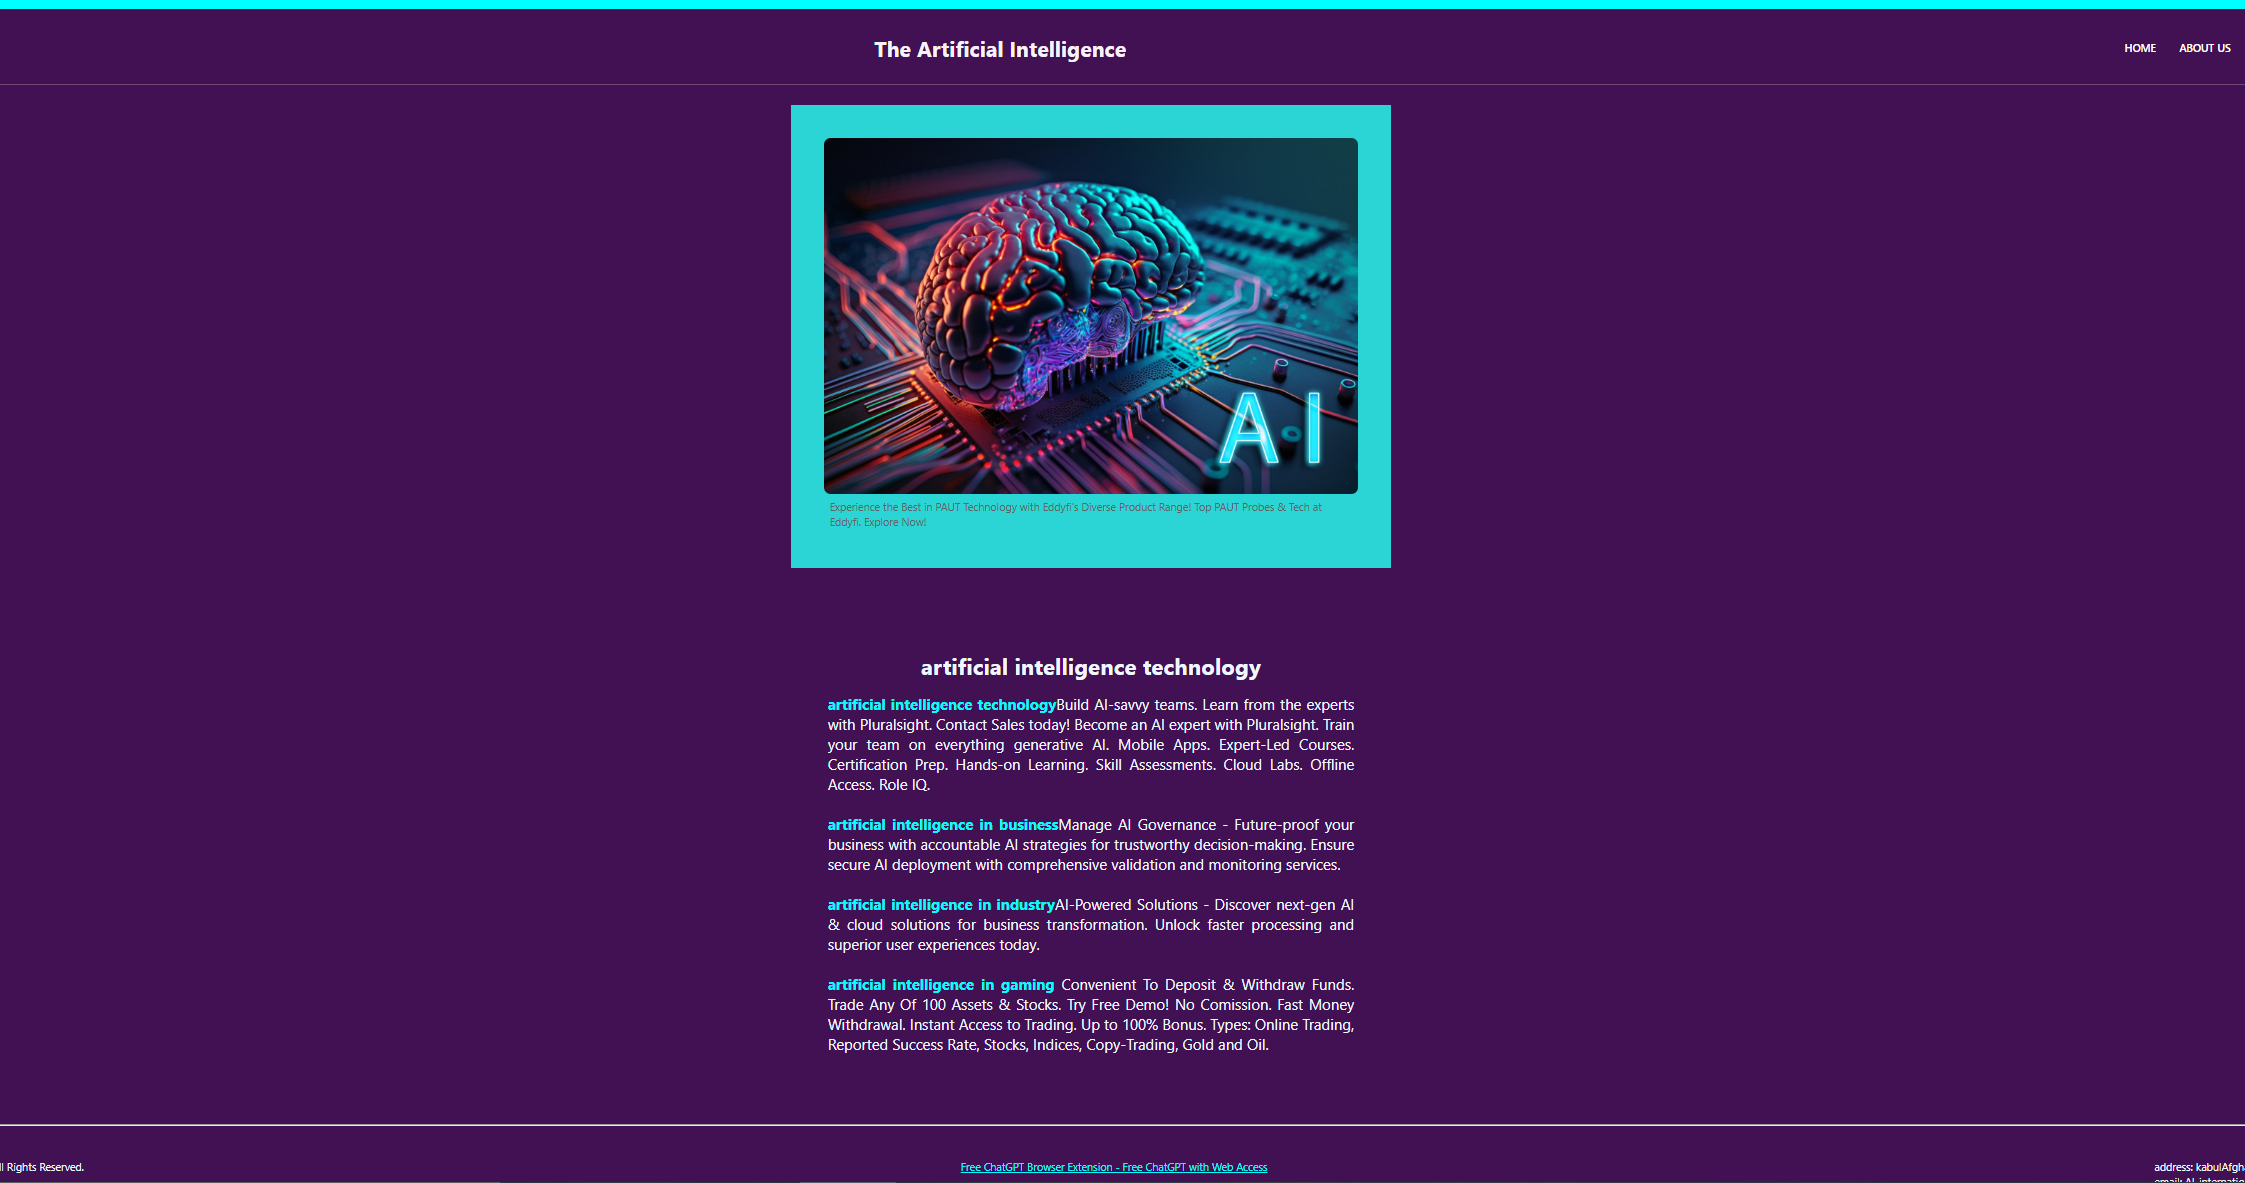 The Artificial Intelligence
HOME ABOUT US
AI
Experience the Best in PAUT Technology with Eddyfi's Diverse Product Range! Top PAUT Probes & Tech at
Eddyfi. Explore Now!
artificial intelligence technology
artificial intelligence technologyBuild AI-savvy teams. Learn from the experts
with Pluralsight. Contact Sales today! Become an AI expert with Pluralsight. Train
your team on everything generative AI. Mobile Apps. Expert-Led Courses.
Certification Prep. Hands-on Learning. Skill Assessments. Cloud Labs. Offline
Access. Role IQ.
artificial intelligence in businessManage AI Governance - Future-proof your
business with accountable AI strategies for trustworthy decision-making. Ensure
secure AI deployment with comprehensive validation and monitoring services.
artificial intelligence in industryAI-Powered Solutions - Discover next-gen AI
& cloud solutions for business transformation. Unlock faster processing and
superior user experiences today.
artificial intelligence in gaming Convenient To Deposit & Withdraw Funds.
Trade Any Of 100 Assets & Stocks. Try Free Demo! No Comission. Fast Money
Withdrawal. Instant Access to Trading. Up to 100% Bonus. Types: Online Trading,
Reported Success Rate, Stocks, Indices, Copy-Trading, Gold and Oil.
Rights Reserved.
Free ChatGPT Browser Extension - Free ChatGPT with Web Access
address: kabulAfgh